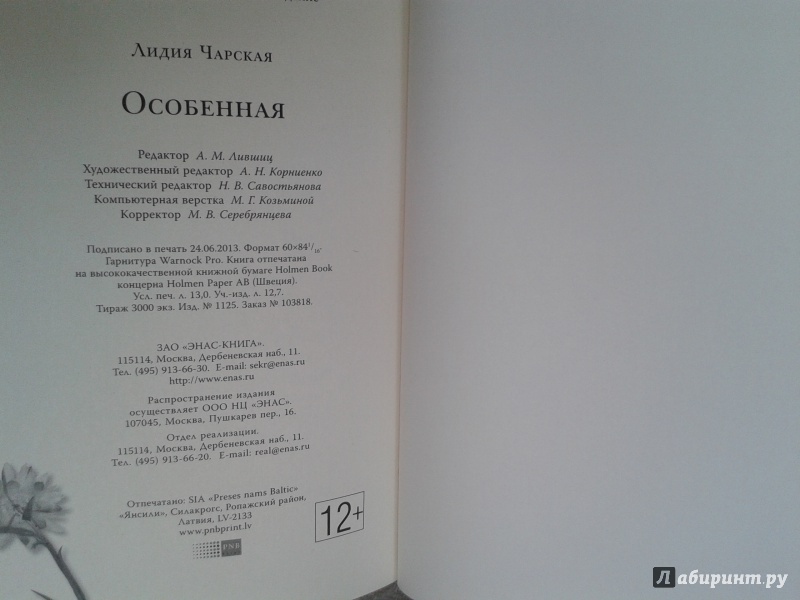 Лидия Чарская
Особенная
Редактор А. М. Лившиц
Художественный редактор А. Н. Корниенко
Технический редактор Н. В. Савостьянова
Компьютерная верстка М. Г. Козьминой
Корректор М. В. Серебрянцева
Подписано в печать 24.06.2013. Формат 60×84 1/16.
Гарнитура Warnock Pro. Книга отпечатана
на высококачественной книжной бумаге Holmen Book
концерна Holmen Paper AB (Швеция).
Усл. печ. л. 13,0. Уч.-изд. л. 12,7.
Тираж 3000 экз. Изд. № 1125. Заказ № 103818.
ЗАО «ЭНАС-КНИГА».
115114, Москва, Дербеневская наб., 11.
Тел. (495) 913-66-30. E-mail: sekr@enas.ru
http://www.enas.ru
Распространение издания
осуществляет ООО НЦ «ЭНАС».
107045, Москва, Пушкарев пер., 16.
Отдел реализации.
115114, Москва, Дербеневская наб., 11.
Тел. (495) 913-66-20. E-mail: real@enas.ru
Отпечатано: SIA «Preses nams Baltic»
"Янсили", Силакрогс, Ропажский район,
Латвия, LV-2133
www.pnbprint.lv
PNB
12+
Лабиринт.ру